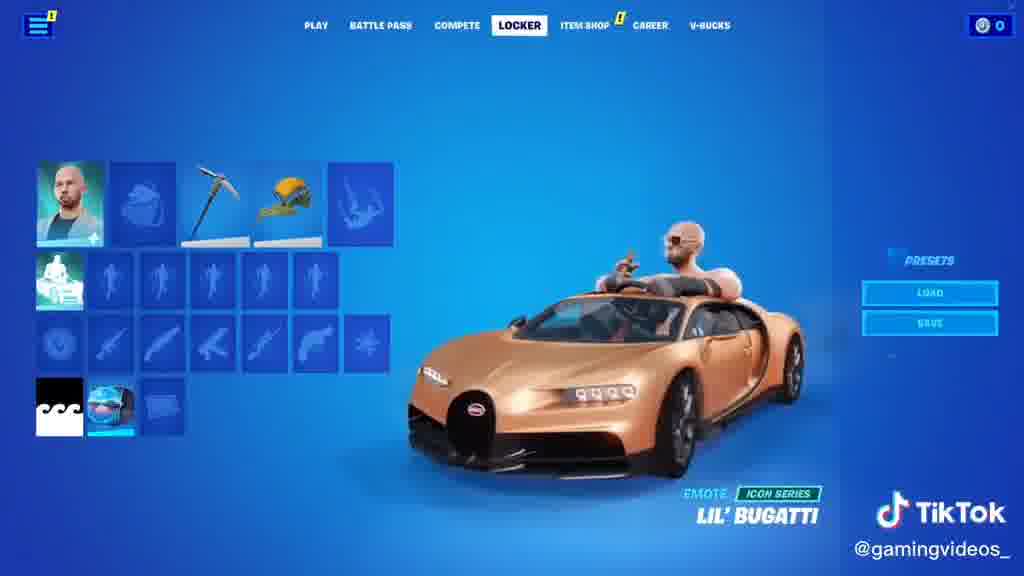 PLAY BATTLE PASS COMPETE LOCKER ITEM SHOP ! CAREER V-BUCKS
!
0
PRESETS
LOAD
SAVE
EMOTE ICON SERIES
LIL' BUGATTI
TikTok
@gamingvideos_